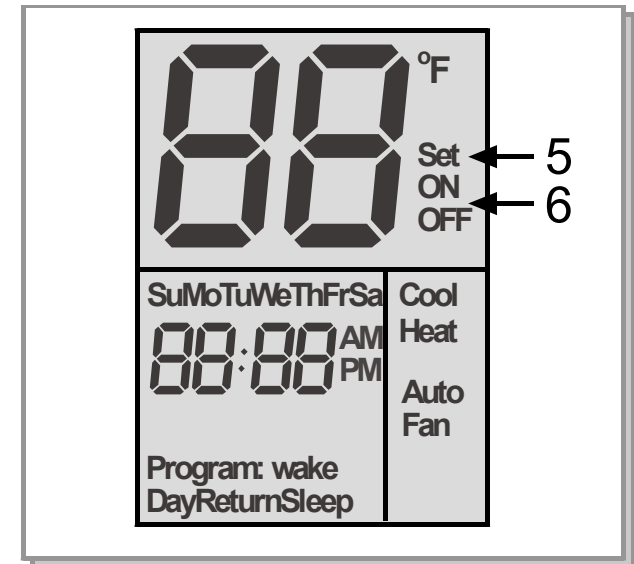 88 °F
Set 5
ON
OFF 6
SuMoTuWeThFrSa
88:88 AM
PM
Cool
Heat
Auto
Fan
Program: wake
DayReturnSleep